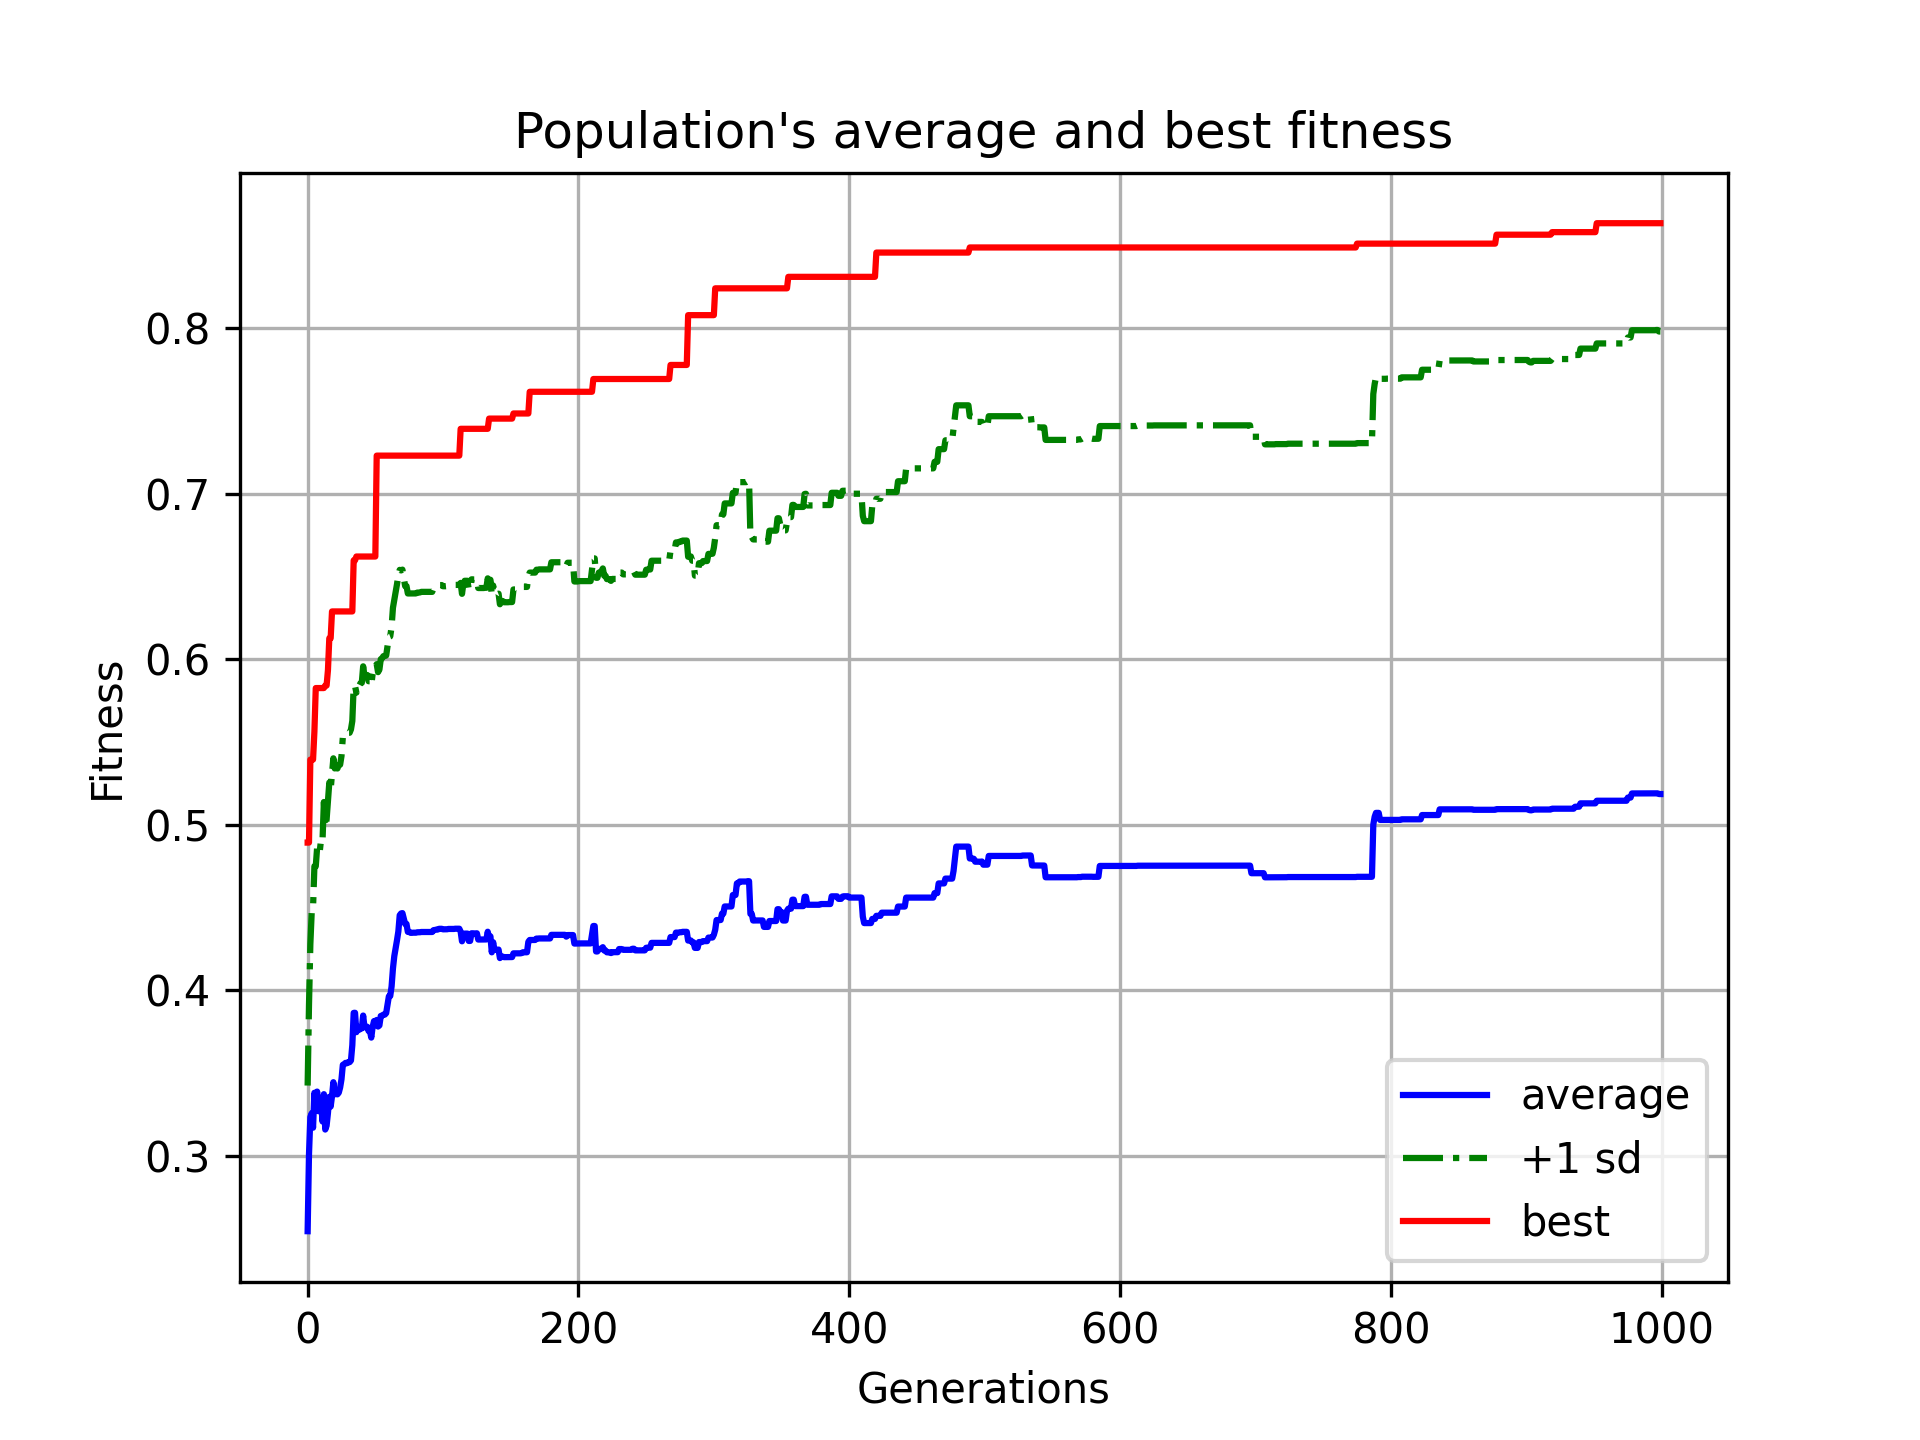 Population's average and best fitness
Fitness
0.8
0.7
0.6
0.5
0.4
0.3
average
+1 sd
best
0 200 400 600 800 1000
Generations